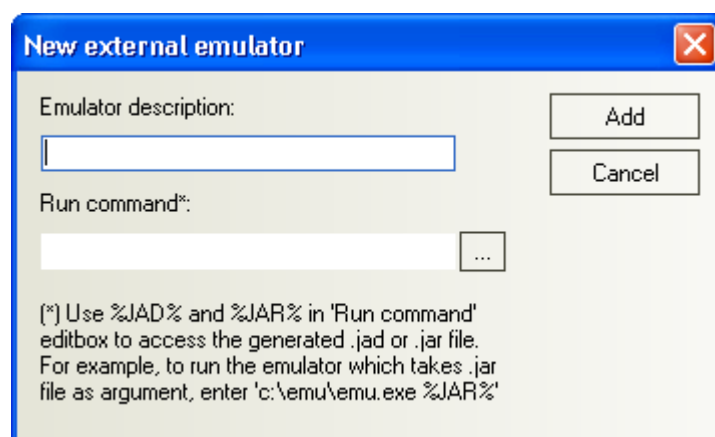 New external emulator
Emulator description:
Add
Cancel
Run command*:
...
(*) Use %JAD% and %JAR% in 'Run command'
editbox to access the generated .jad or .jar file.
For example, to run the emulator which takes .jar
file as argument, enter 'c:\emu\emu.exe %JAR%'